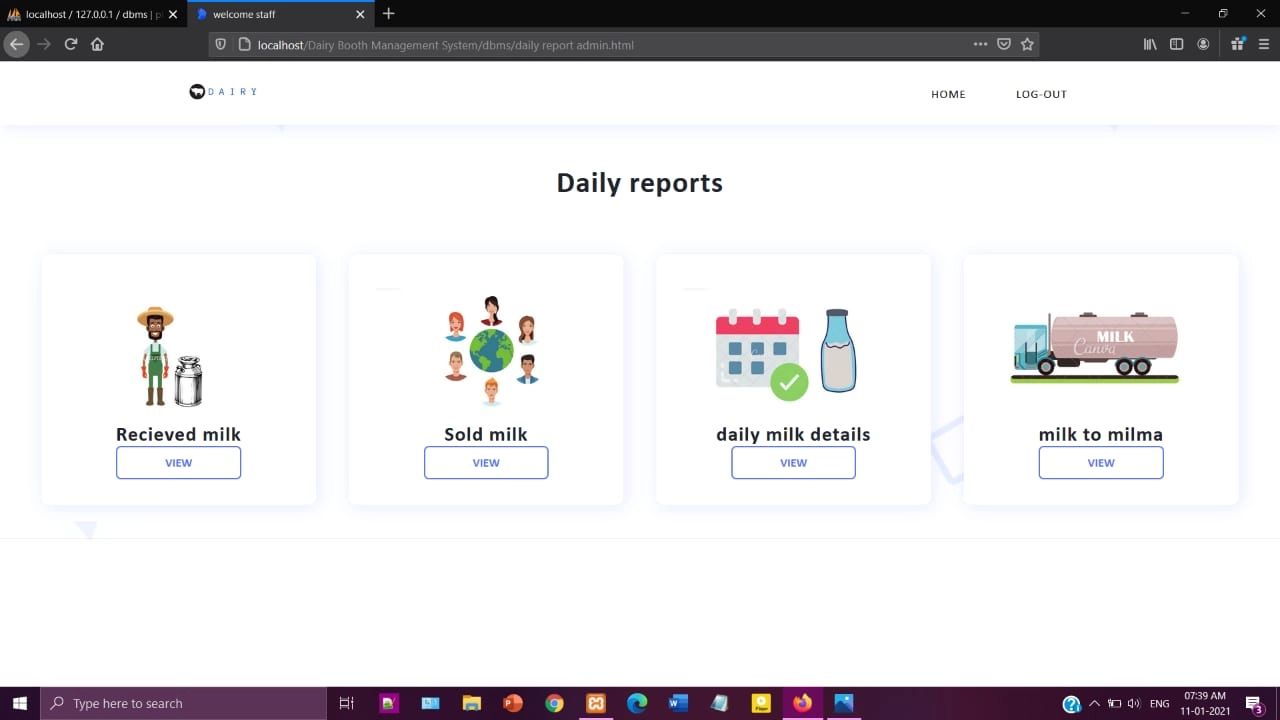 localhost / 127.0.0.1 / dbms | p
welcome staff
localhost/Dairy Booth Management System/dbms/daily report admin.html
DAIRY
HOME
LOG-OUT
Daily reports
MILK
Canva
Recieved milk
Sold milk
daily milk details
milk to milma
VIEW
VIEW
VIEW
VIEW
Type here to search
ENG
07:39 AM
11-01-2021
3